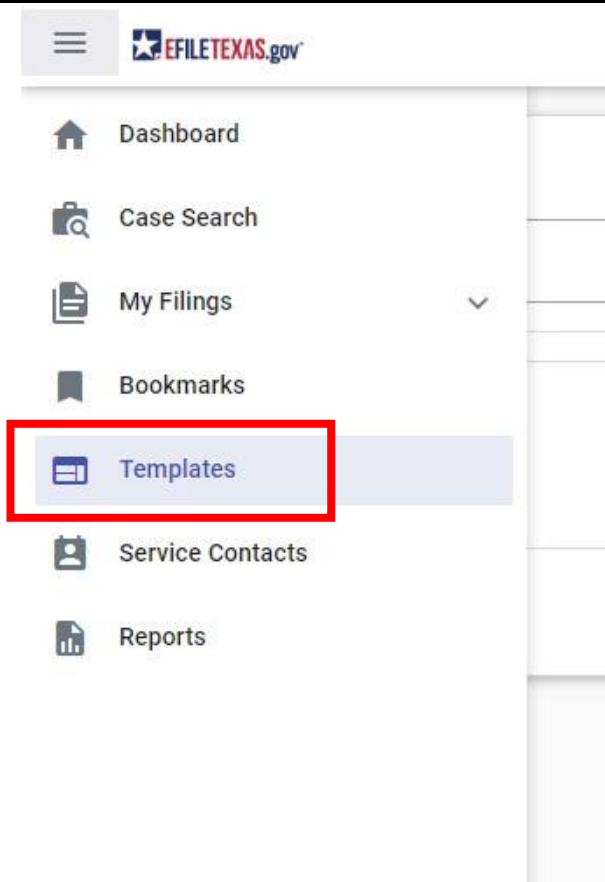 EFILETEXAS.gov
Dashboard
Case Search
My Filings
Bookmarks
Templates
Service Contacts
Reports